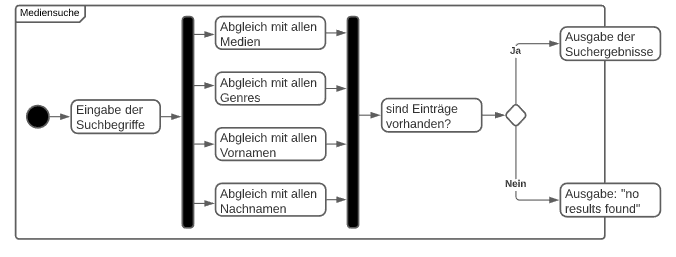 Mediensuche
Eingabe der
Suchbegriffe
Abgleich mit allen
Medien
Abgleich mit allen
Genres
Abgleich mit allen
Vornamen
Abgleich mit allen
Nachnamen
sind Einträge
vorhanden?
Ja
Ausgabe der
Suchergebnisse
Nein
Ausgabe: "no
results found"